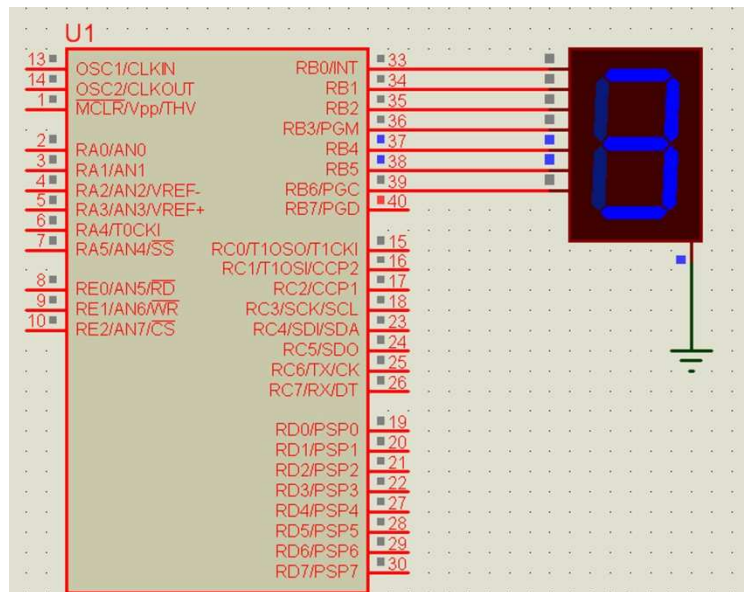 U1
13 OSC1/CLKIN RB0/INT 33
14 OSC2/CLKOUT RB1 34
1 MCLR/Vpp/THV RB2 35
RB3/PGM 36
2 RA0/AN0 RB4 37
3 RA1/AN1 RB5 38
4 RA2/AN2/VREF- RB6/PGC 39
5 RA3/AN3/VREF+ RB7/PGD 40
6 RA4/T0CKI
7 RA5/AN4/SS RC0/T1OSO/T1CKI 15
RC1/T1OSI/CCP2 16
8 RE0/AN5/RD RC2/CCP1 17
9 RE1/AN6/WR RC3/SCK/SCL 18
10 RE2/AN7/CS RC4/SDI/SDA 23
RC5/SDO 24
RC6/TX/CK 25
RC7/RX/DT 26
RD0/PSP0 19
RD1/PSP1 20
RD2/PSP2 21
RD3/PSP3 22
RD4/PSP4 27
RD5/PSP5 28
RD6/PSP6 29
RD7/PSP7 30